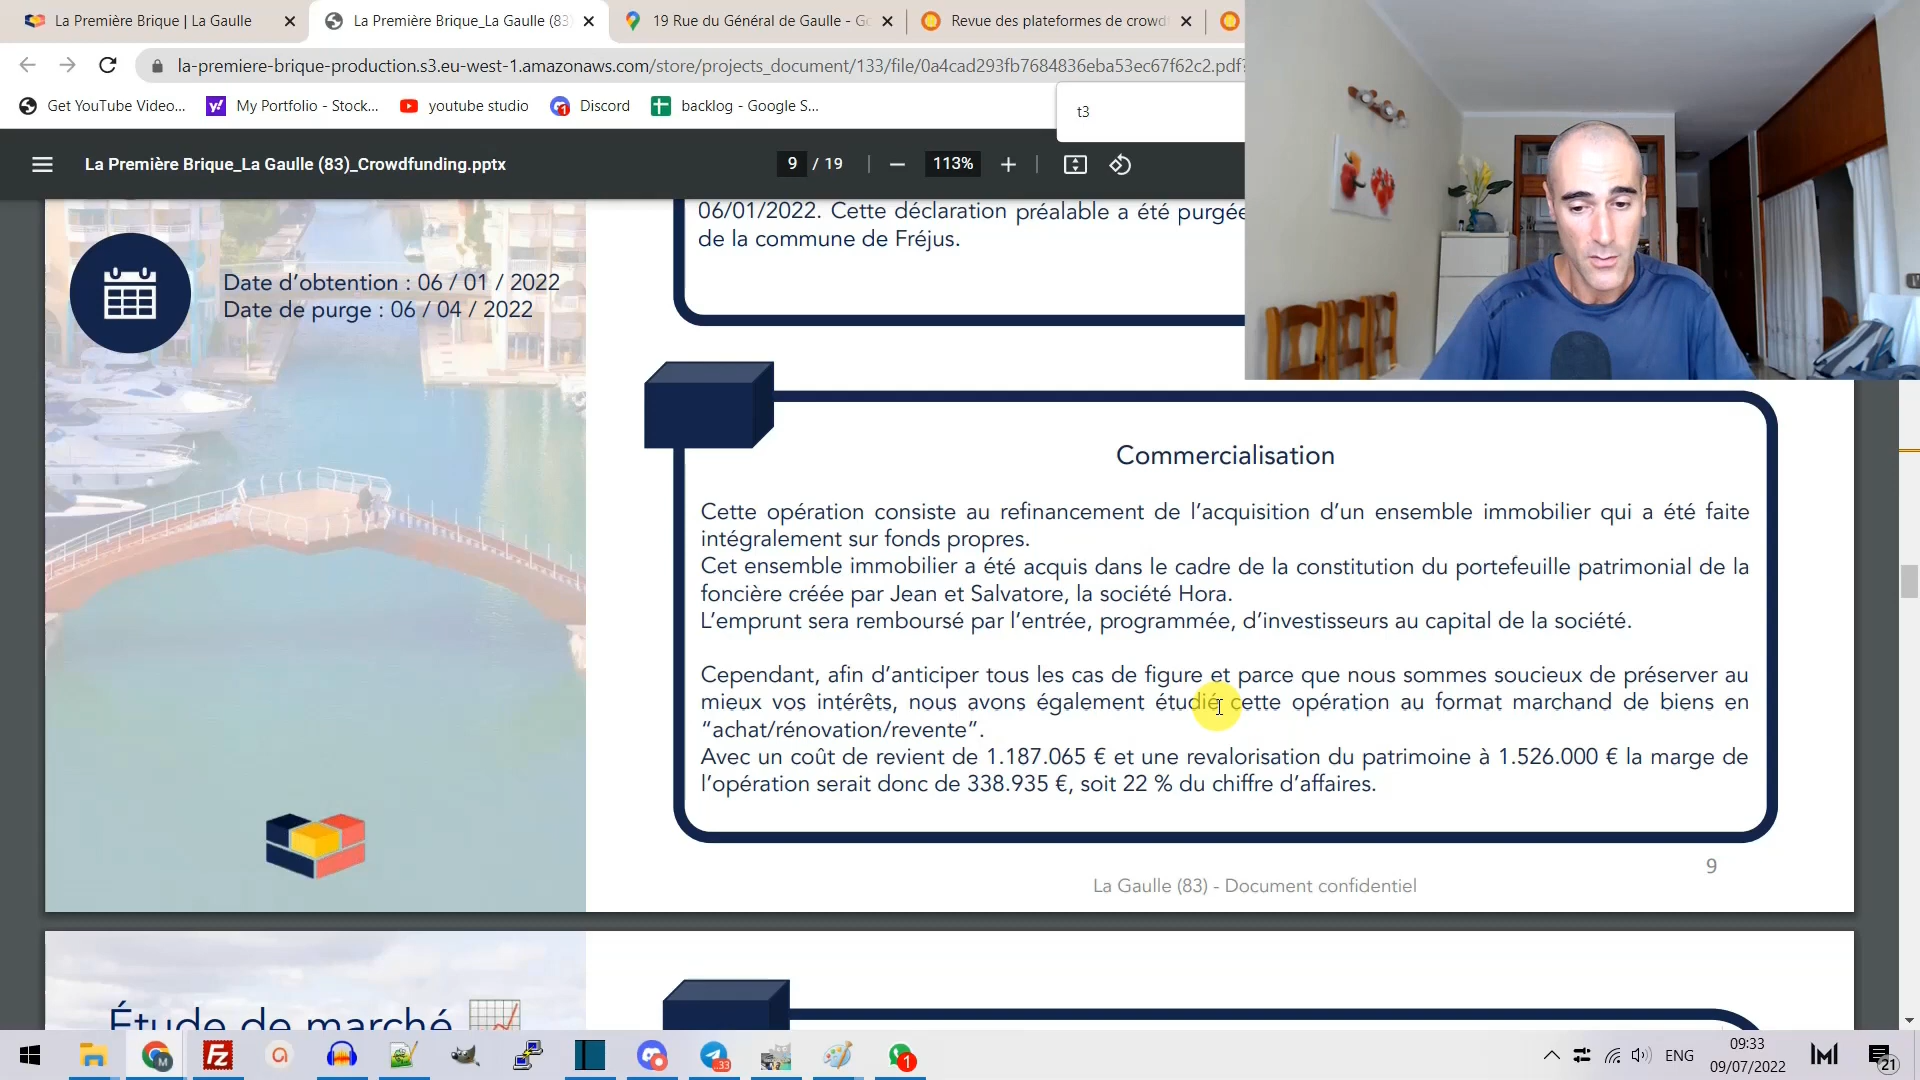 La Première Brique | La Gaulle
La Première Brique_La Gaulle (83)
19 Rue du Général de Gaulle - Go
Revue des plateformes de crowdf
la-premiere-brique-production.s3.eu-west-1.amazonaws.com/store/projects_document/133/file/0a4cad293fb7684836eba53ec67f62c2.pdf?
Get YouTube Video...
My Portfolio - Stock...
youtube studio
Discord
backlog - Google S...
t3
La Première Brique_La Gaulle (83)_Crowdfunding.pptx
9 / 19
113%
06/01/2022. Cette déclaration préalable a été purgée
de la commune de Fréjus.
Date d'obtention : 06 / 01 / 2022
Date de purge : 06 / 04 / 2022
Commercialisation
Cette opération consiste au refinancement de l'acquisition d'un ensemble immobilier qui a été faite
intégralement sur fonds propres.
Cet ensemble immobilier a été acquis dans le cadre de la constitution du portefeuille patrimonial de la
foncière créée par Jean et Salvatore, la société Hora.
L'emprunt sera remboursé par l'entrée, programmée, d'investisseurs au capital de la société.
Cependant, afin d'anticiper tous les cas de figure et parce que nous sommes soucieux de préserver au
mieux vos intérêts, nous avons également étudié cette opération au format marchand de biens en
“achat/rénovation/revente”.
Avec un coût de revient de 1.187.065 € et une revalorisation du patrimoine à 1.526.000 € la marge de
l'opération serait donc de 338.935 €, soit 22 % du chiffre d'affaires.
9
La Gaulle (83) - Document confidentiel
Étude de marché
ENG
09:33
09/07/2022
21